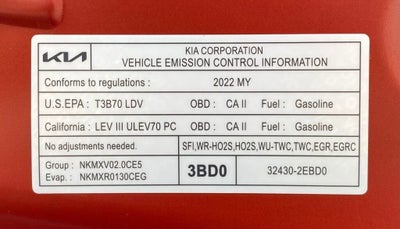 KIA
KIA CORPORATION
VEHICLE EMISSION CONTROL INFORMATION
Conforms to regulations : 2022 MY
U.S.EPA : T3B70 LDV OBD : CA II Fuel : Gasoline
California : LEV III ULEV70 PC OBD : CA II Fuel : Gasoline
No adjustments needed. SFI,WR-HO2S,HO2S,WU-TWC,TWC,EGR,EGRC
Group : NKMXV02.0CE5
Evap. : NKMXR0130CEG
3BD0
32430-2EBD0